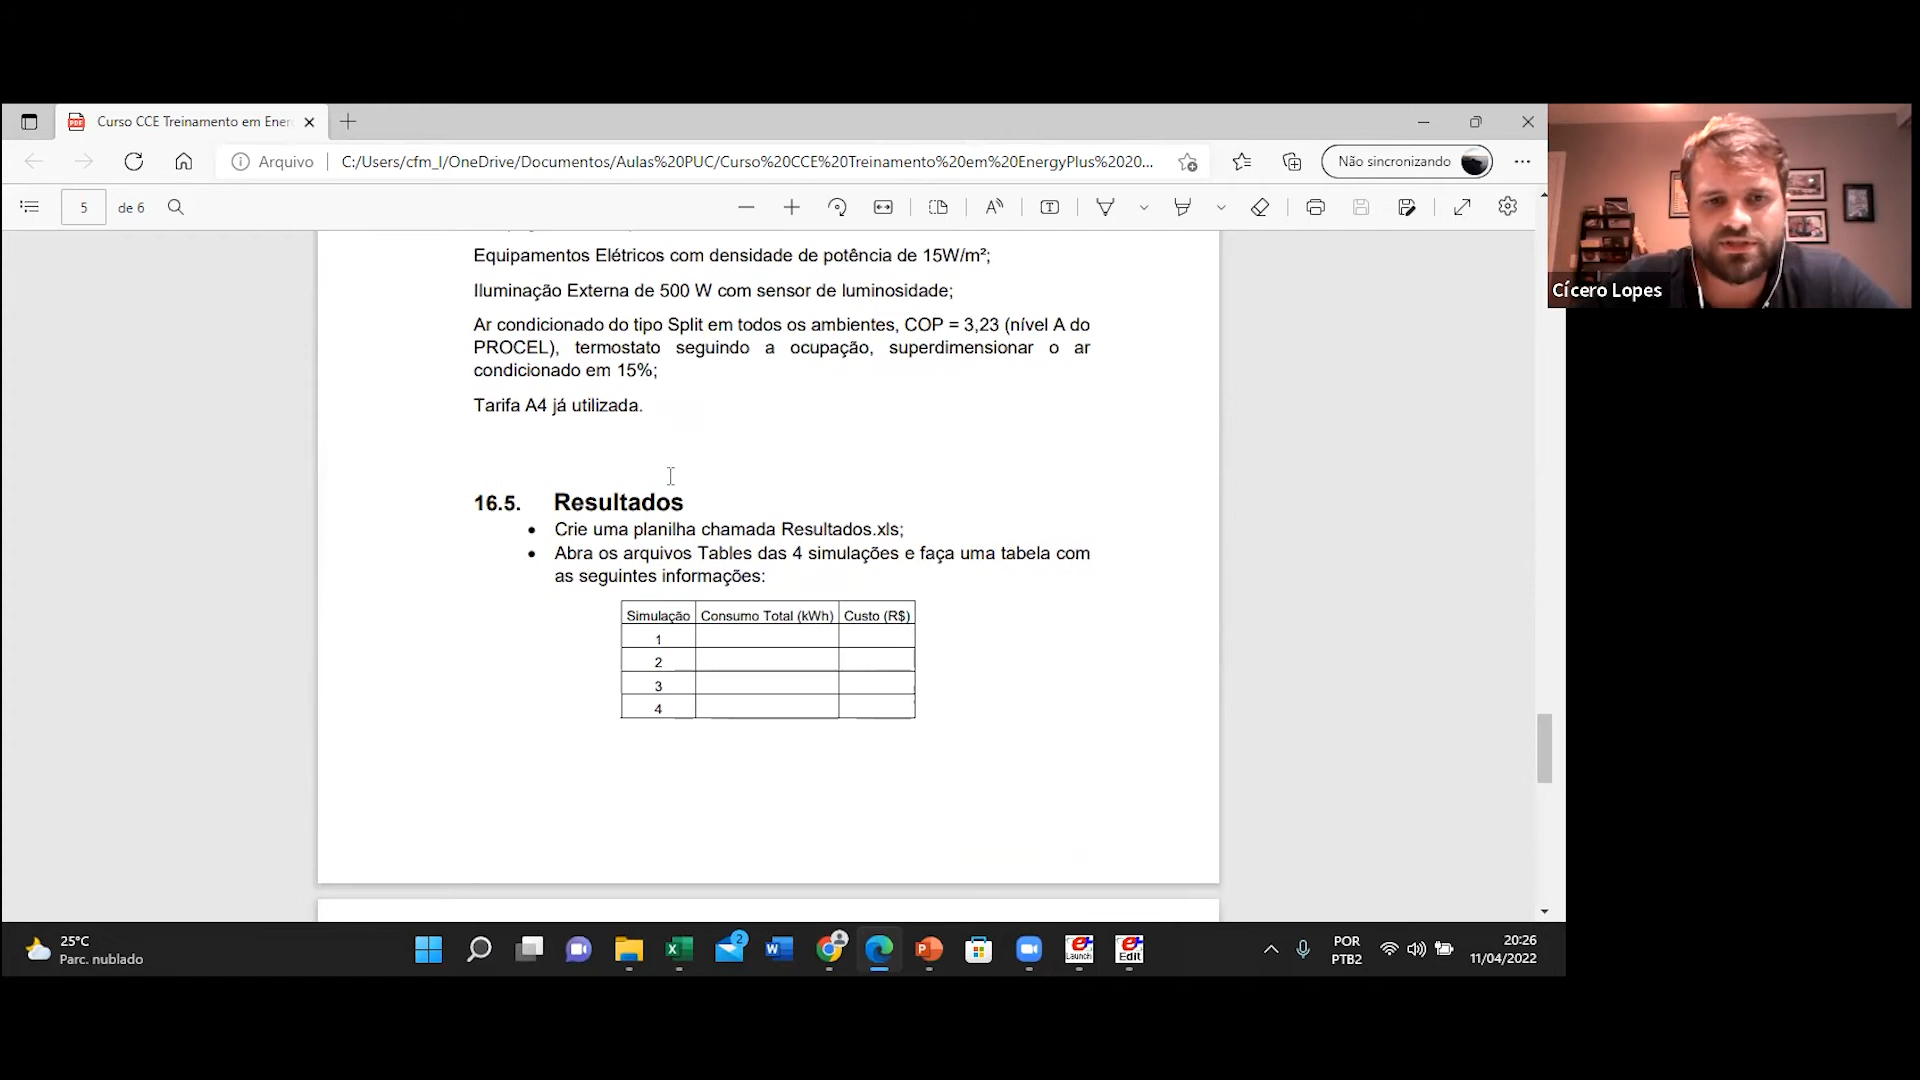 Curso CCE Treinamento em Ener
Arquivo
C:/Users/cfm_l/OneDrive/Documentos/Aulas%20PUC/Curso%20CCE%20Treinamento%20em%20EnergyPlus%2020...
Não sincronizando
5 de 6
Equipamentos Elétricos com densidade de potência de 15W/m²;
Iluminação Externa de 500 W com sensor de luminosidade;
Ar condicionado do tipo Split em todos os ambientes, COP = 3,23 (nível A do
PROCEL), termostato seguindo a ocupação, superdimensionar o ar
condicionado em 15%;
Tarifa A4 já utilizada.
16.5. Resultados
• Crie uma planilha chamada Resultados.xls;
• Abra os arquivos Tables das 4 simulações e faça uma tabela com
as seguintes informações:
Simulação Consumo Total (kWh) Custo (R$)
1
2
3
4
Cícero Lopes
25°C
Parc. nublado
2
Launch
Edit
POR
PTB2
20:26
11/04/2022